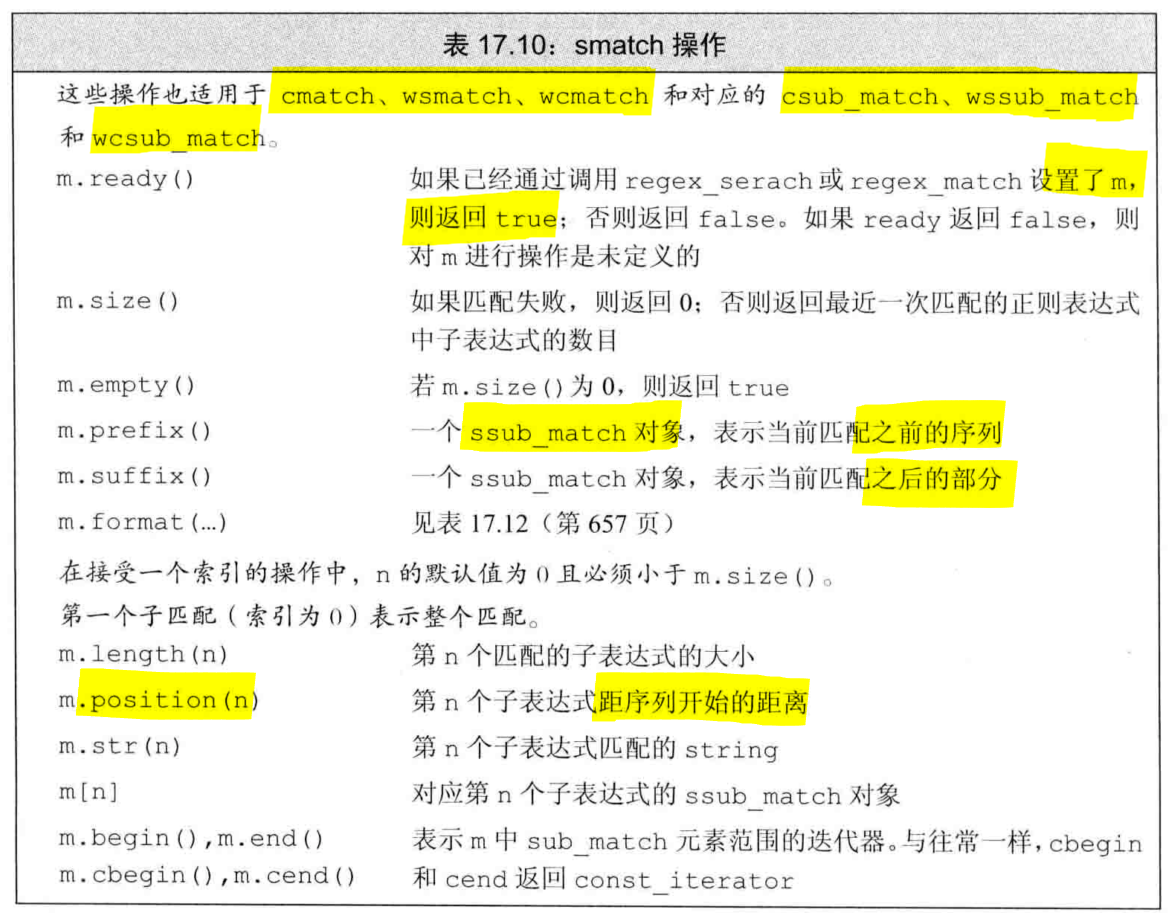 表 17.10：smatch 操作
这些操作也适用于 cmatch、wsmatch、wcmatch 和对应的 csub_match、wssub_match
和 wcsub_match。
m.ready() 如果已经通过调用 regex_serach 或 regex_match 设置了 m，
则返回 true；否则返回 false。如果 ready 返回 false，则
对 m 进行操作是未定义的
m.size() 如果匹配失败，则返回 0；否则返回最近一次匹配的正则表达式
中子表达式的数目
m.empty() 若 m.size()为 0，则返回 true
m.prefix() 一个 ssub_match 对象，表示当前匹配之前的序列
m.suffix() 一个 ssub_match 对象，表示当前匹配之后的部分
m.format(…) 见表 17.12（第 657 页）
在接受一个索引的操作中，n 的默认值为 0 且必须小于 m.size()。
第一个子匹配（索引为 0）表示整个匹配。
m.length(n) 第 n 个匹配的子表达式的大小
m.position(n) 第 n 个子表达式距序列开始的距离
m.str(n) 第 n 个子表达式匹配的 string
m[n] 对应第 n 个子表达式的 ssub_match 对象
m.begin(),m.end() 表示 m 中 sub_match 元素范围的迭代器。与往常一样，cbegin
m.cbegin(),m.cend() 和 cend 返回 const_iterator